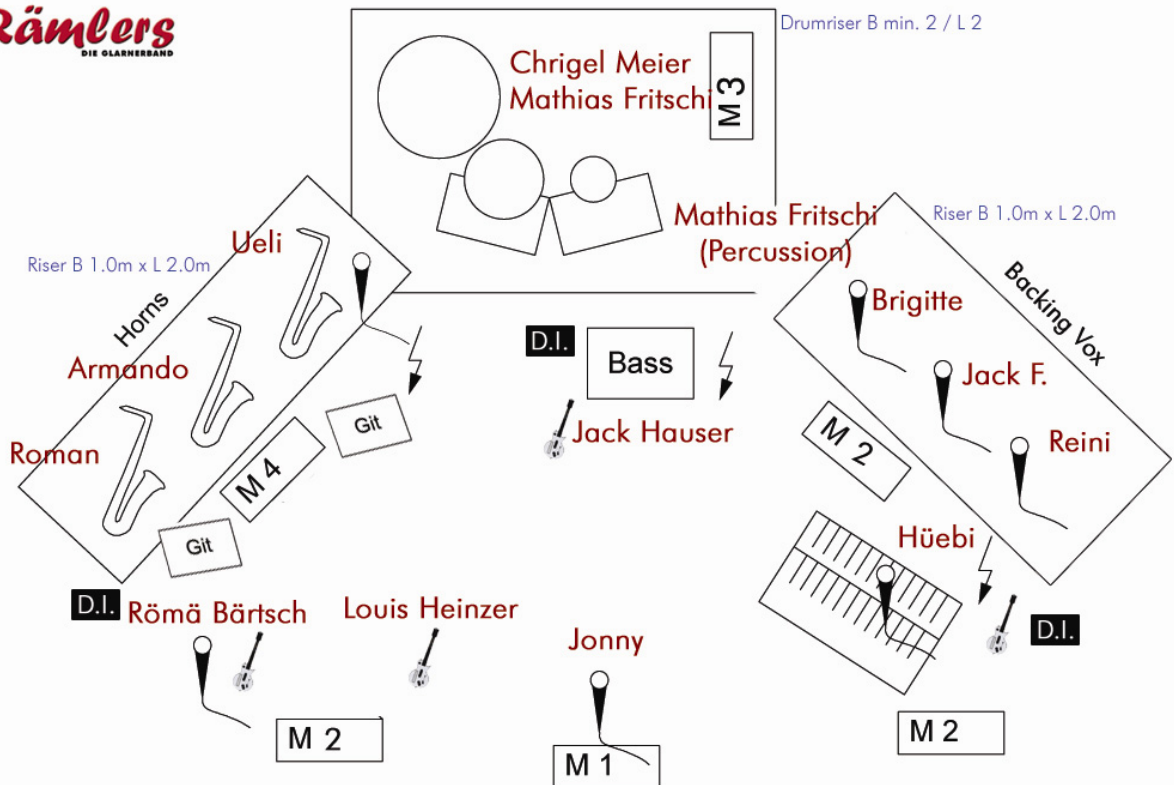 Rämlers
DIE GLARNERBAND
Drumriser B min. 2 / L 2
Chrigel Meier
Mathias Fritschi
M 3
Mathias Fritschi
(Percussion)
Riser B 1.0m x L 2.0m
Ueli
Riser B 1.0m x L 2.0m
Horns
Armando
Roman
Backing Vox
Brigitte
Jack F.
Reini
D.I.
Bass
Jack Hauser
Git
M 4
Git
M 2
Hüebi
D.I.
D.I.
Römä Bärtsch
Louis Heinzer
Jonny
M 2
M 1
M 2